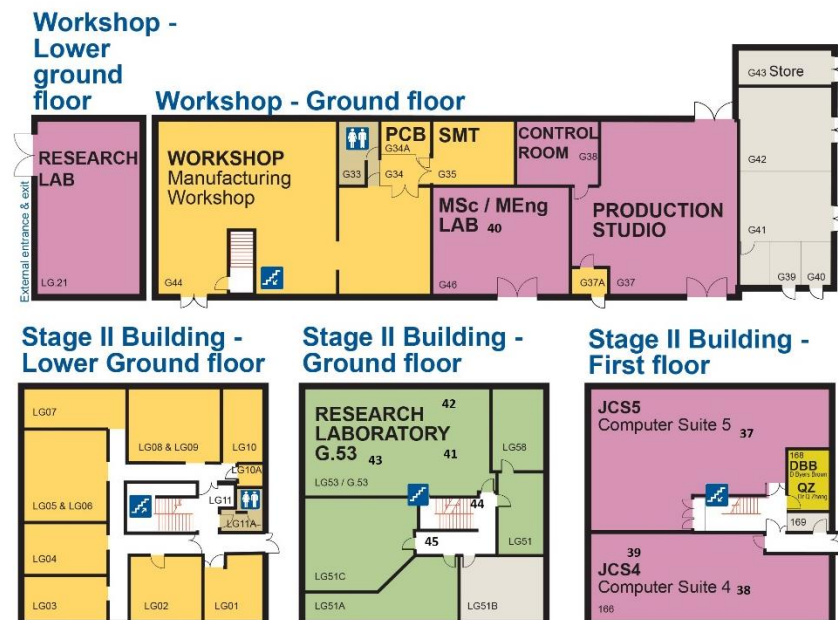 Workshop -
Lower
ground
floor
RESEARCH
LAB
LG.21
External entrance & exit
Workshop - Ground floor
WORKSHOP
Manufacturing
Workshop
G44
G33
PCB
G34A
G34
SMT
G35
CONTROL
ROOM
G38
MSc / MEng
LAB 40
G46
PRODUCTION
STUDIO
G37A
G37
G43 Store
G42
G41
G39
G40
Stage II Building -
Lower Ground floor
LG07
LG08 & LG09
LG10
LG10A
LG05 & LG06
LG11
LG11A
LG04
LG03
LG02
LG01
Stage II Building -
Ground floor
RESEARCH
LABORATORY
G.53
42
41
43
LG53 / G.53
LG58
44
45
LG51
LG51C
LG51A
LG51B
Stage II Building -
First floor
JCS5
Computer Suite 5 37
168
DBB
D Byers Brown
QZ
Dr Q Zhang
169
39
JCS4
Computer Suite 4 38
166